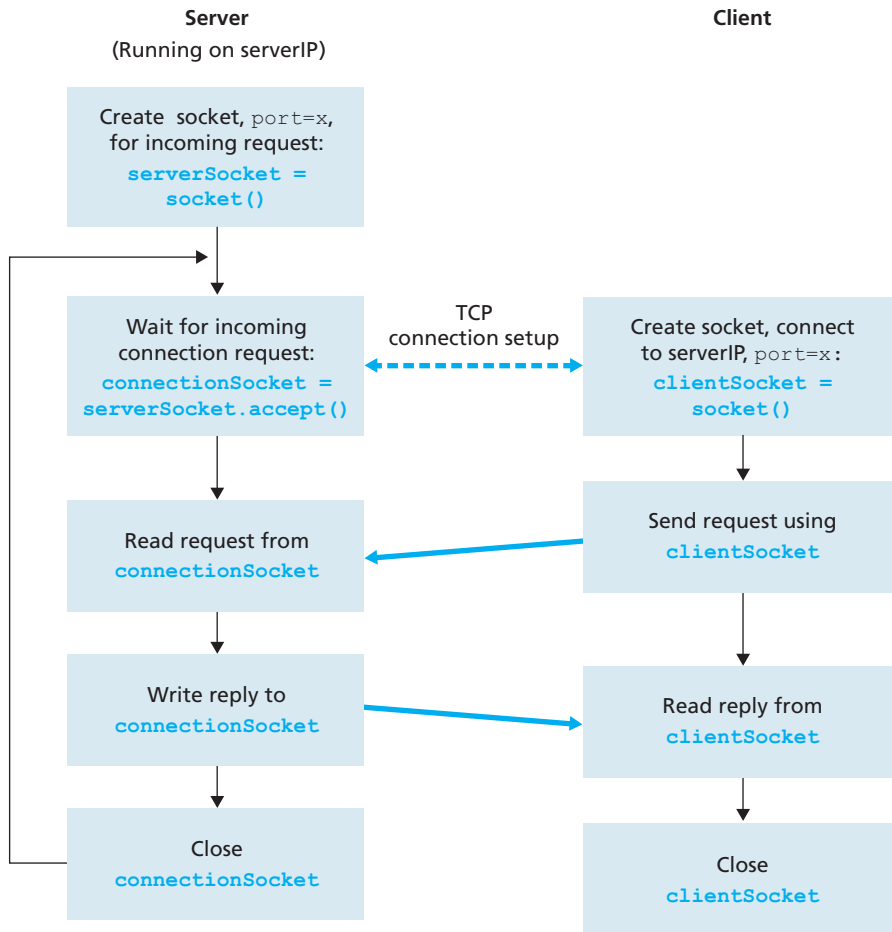 Server
(Running on serverIP)
Create socket, port=x,
for incoming request:
serverSocket =
socket()
Wait for incoming
connection request:
connectionSocket =
serverSocket.accept()
Read request from
connectionSocket
Write reply to
connectionSocket
Close
connectionSocket
TCP
connection setup
Client
Create socket, connect
to serverIP, port=x:
clientSocket =
socket()
Send request using
clientSocket
Read reply from
clientSocket
Close
clientSocket